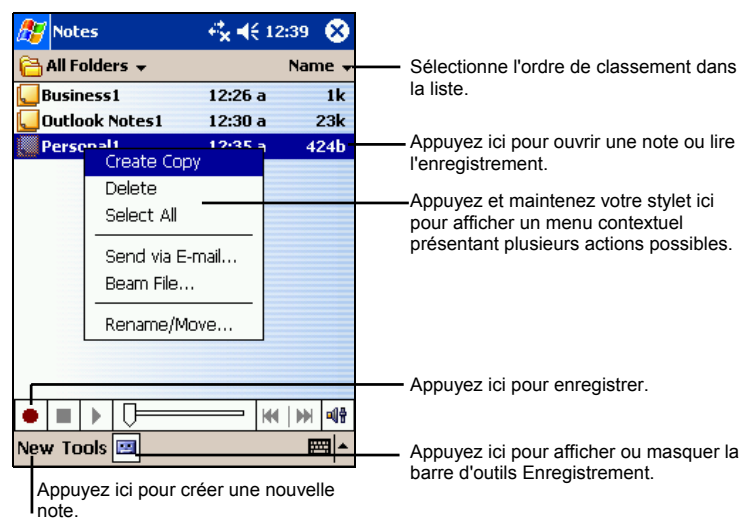 Notes 12:39
All Folders Name
Business1 12:26 a 1k
Outlook Notes1 12:30 a 23k
Personal1 12:35 a 424b
Create Copy
Delete
Select All
Send via E-mail...
Beam File...
Rename/Move...
New Tools
Sélectionne l'ordre de classement dans
la liste.
Appuyez ici pour ouvrir une note ou lire
l'enregistrement.
Appuyez et maintenez votre stylet ici
pour afficher un menu contextuel
présentant plusieurs actions possibles.
Appuyez ici pour enregistrer.
Appuyez ici pour afficher ou masquer la
barre d'outils Enregistrement.
Appuyez ici pour créer une nouvelle
note.